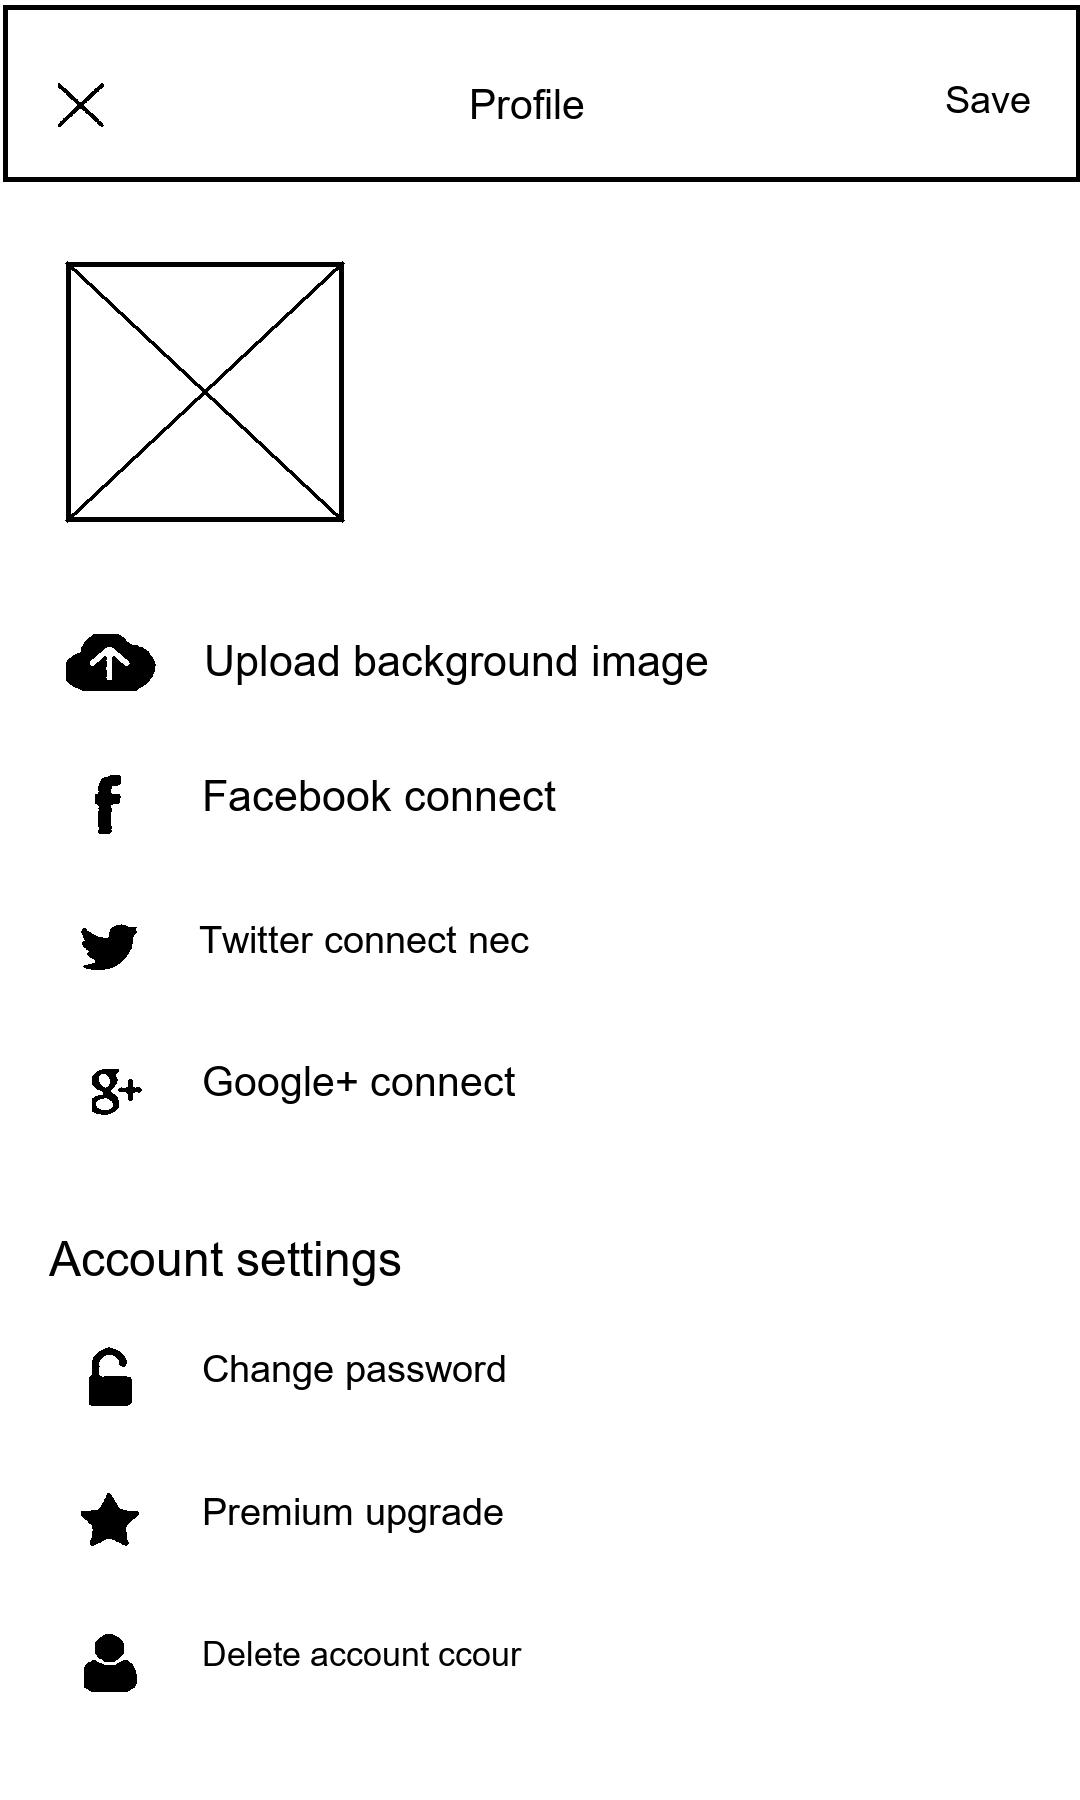 Profile
Save
Upload background image
Facebook connect
Twitter connect nec
Google+ connect
Account settings
Change password
Premium upgrade
Delete account ccour